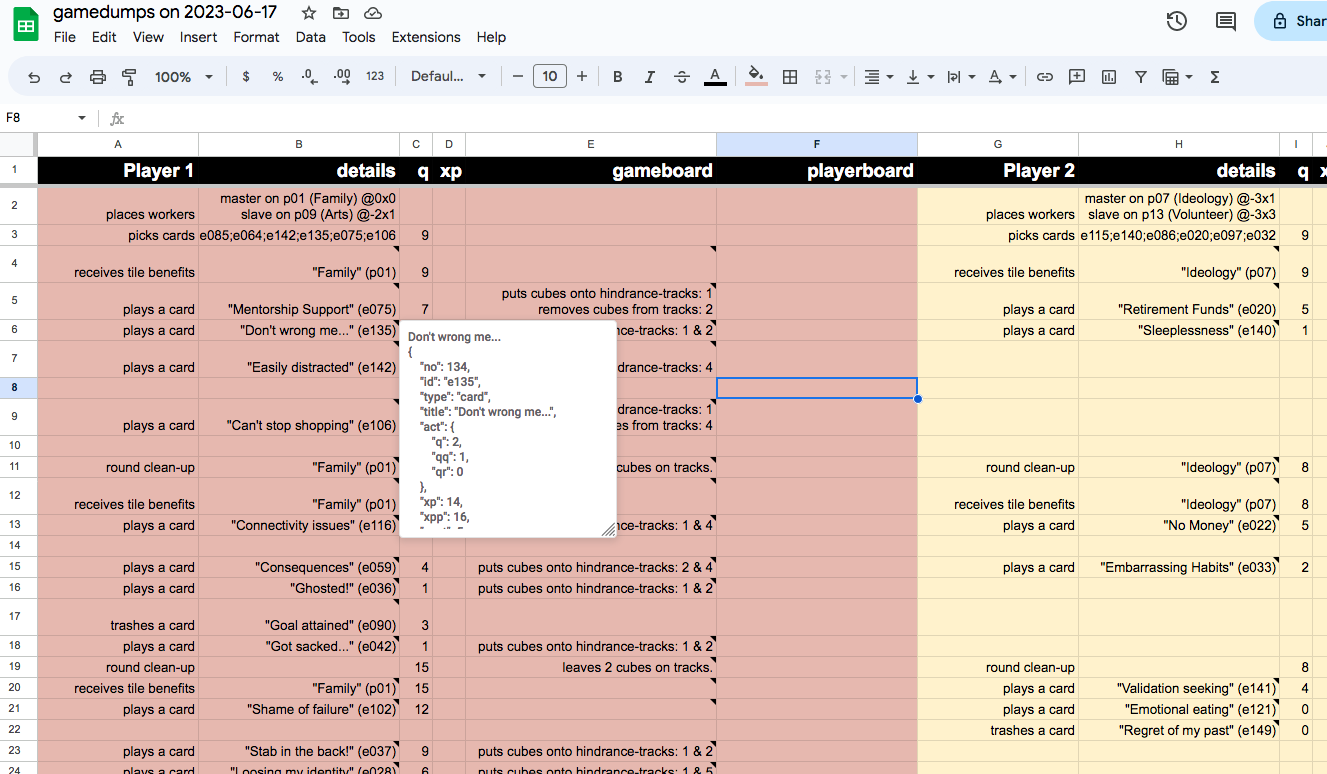 gamedumps on 2023-06-17
File Edit View Insert Format Data Tools Extensions Help
Shar
100% $ % .0 .00 123 Defaul... 10 B I S A
F8 fx
A B C D E F G H I
1 Player 1 details q xp gameboard playerboard Player 2 details q x
master on p01 (Family) @0x0 master on p07 (Ideology) @-3x1
2 places workers slave on p09 (Arts) @-2x1 places workers slave on p13 (Volunteer) @-3x3
3 picks cards e085;e064;e142;e135;e075;e106 9 picks cards e115;e140;e086;e020;e097;e032 9
4 receives tile benefits "Family" (p01) 9 receives tile benefits "Ideology" (p07) 9
puts cubes onto hindrance-tracks: 1
5 plays a card "Mentorship Support" (e075) 7 removes cubes from tracks: 2 plays a card "Retirement Funds" (e020) 5
6 plays a card "Don't wrong me..." (e135) nce-tracks: 1 & 2 plays a card "Sleeplessness" (e140) 1
7 plays a card "Easily distracted" (e142) drance-tracks: 4
8
drance-tracks: 1
9 plays a card "Can't stop shopping" (e106) es from tracks: 4
10
11 round clean-up "Family" (p01) cubes on tracks. round clean-up "Ideology" (p07) 8
12 receives tile benefits "Family" (p01) receives tile benefits "Ideology" (p07) 8
13 plays a card "Connectivity issues" (e116) nce-tracks: 1 & 4 plays a card "No Money" (e022) 5
14
15 plays a card "Consequences" (e059) 4 puts cubes onto hindrance-tracks: 2 & 4 plays a card "Embarrassing Habits" (e033) 2
16 plays a card "Ghosted!" (e036) 1 puts cubes onto hindrance-tracks: 1 & 2
17 trashes a card "Goal attained" (e090) 3
18 plays a card "Got sacked..." (e042) 1 puts cubes onto hindrance-tracks: 1 & 2
19 round clean-up 15 leaves 2 cubes on tracks. round clean-up 8
20 receives tile benefits "Family" (p01) 15 plays a card "Validation seeking" (e141) 4
21 plays a card "Shame of failure" (e102) 12 plays a card "Emotional eating" (e121) 0
22 trashes a card "Regret of my past" (e149) 0
23 plays a card "Stab in the back!" (e037) 9 puts cubes onto hindrance-tracks: 1 & 2
24 plays a card "Loosing my identity" (e028) 6 puts cubes onto hindrance-tracks: 1 & 5
Don't wrong me...
{
"no": 134,
"id": "e135",
"type": "card",
"title": "Don't wrong me...",
"act": {
"q": 2,
"qq": 1,
"qr": 0
},
"xp": 14,
"xpp": 16,